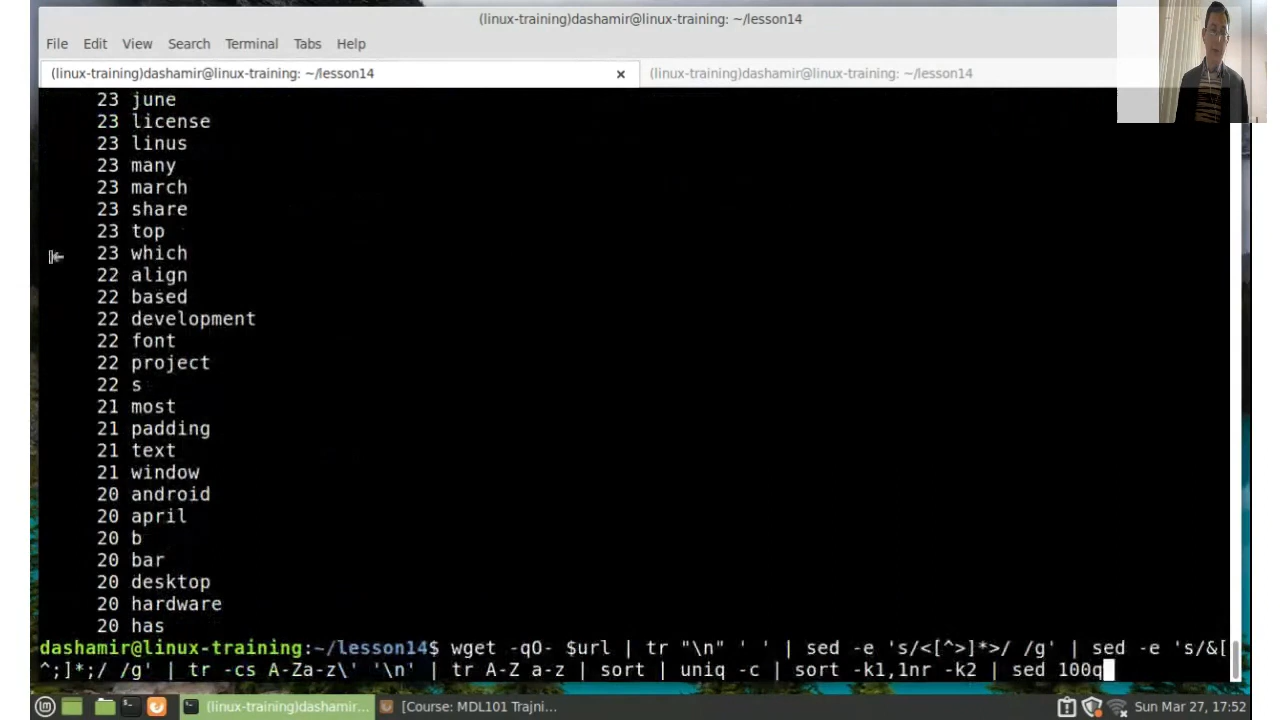 (linux-training)dashamir@linux-training: ~/lesson14
File Edit View Search Terminal Tabs Help
(linux-training)dashamir@linux-training: ~/lesson14 × (linux-training)dashamir@linux-training: ~/lesson14
23 june
23 license
23 linus
23 many
23 march
23 share
23 top
23 which
22 align
22 based
22 development
22 font
22 project
22 s
21 most
21 padding
21 text
21 window
20 android
20 april
20 b
20 bar
20 desktop
20 hardware
20 has
dashamir@linux-training:~/lesson14$ wget -qO- $url | tr "\n" ' ' | sed -e 's/<[^>]*>/ /g' | sed -e 's/&[
^;]*;/ /g' | tr -cs A-Za-z\' '\n' | tr A-Z a-z | sort | uniq -c | sort -k1,1nr -k2 | sed 100q
(linux-training)dashamir... [Course: MDL101 Trajni... Sun Mar 27, 17:52